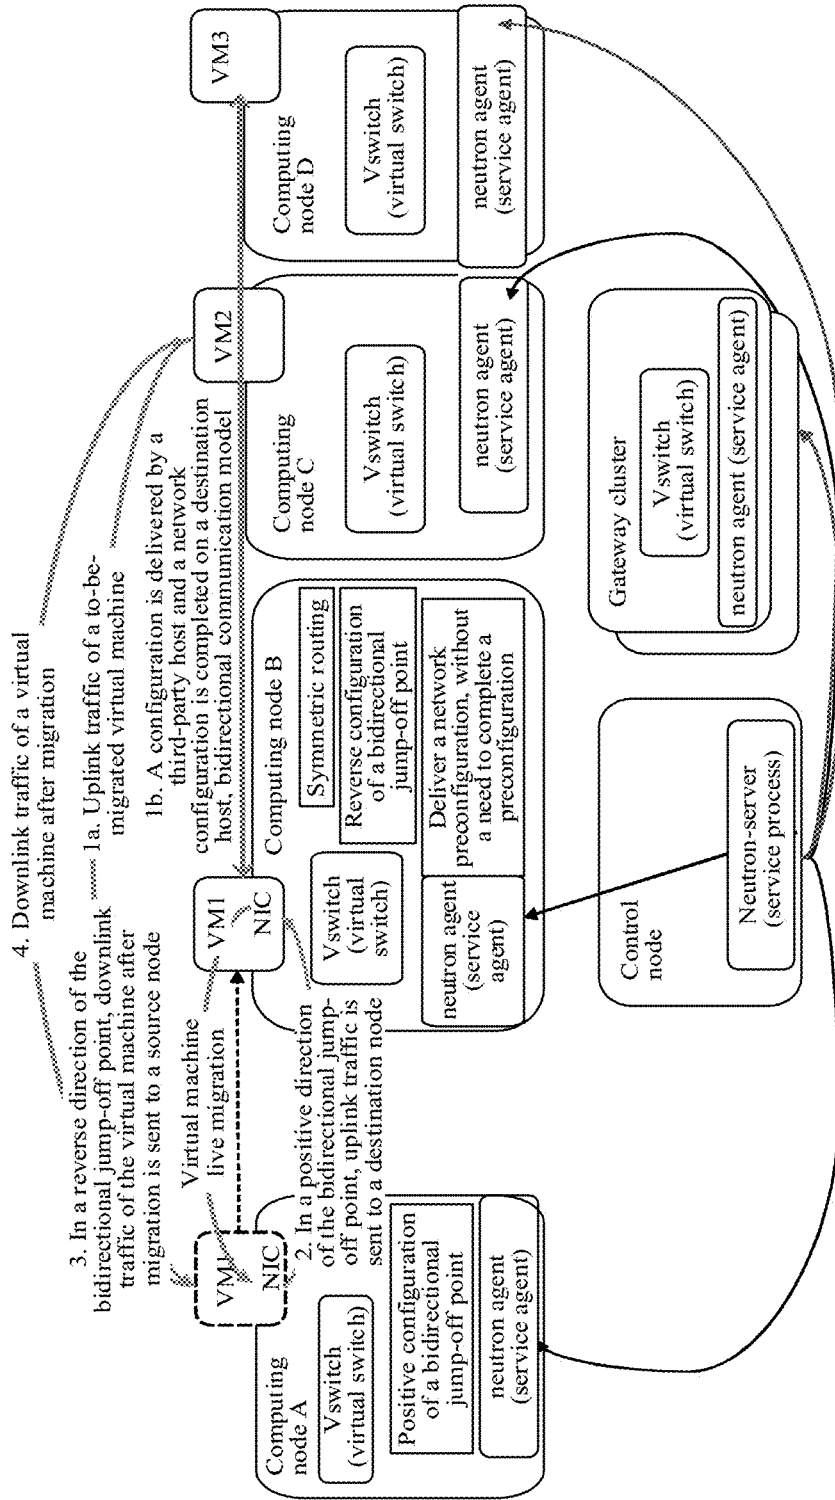 4. Downlink traffic of a virtual
machine after migration
3. In a reverse direction of the
bidirectional jump-off point, downlink
traffic of the virtual machine after
migration is sent to a source node
1a. Uplink traffic of a to-be-
migrated virtual machine
1b. A configuration is delivered by a
third-party host and a network
configuration is completed on a destination
host, bidirectional communication model
Virtual machine
live migration
2. In a positive direction
of the bidirectional jump-
off point, uplink traffic is
sent to a destination node
VM1
NIC
Computing
node A
Vswitch
(virtual switch)
Positive configuration
of a bidirectional
jump-off point
neutron agent
(service agent)
VM1
NIC
Computing node B
Vswitch
(virtual
switch)
Symmetric routing
Reverse configuration
of a bidirectional
jump-off point
neutron agent
(service
agent)
Deliver a network
preconfiguration, without
a need to complete a
preconfiguration
VM2
Computing
node C
Vswitch
(virtual switch)
neutron agent
(service agent)
VM3
Computing
node D
Vswitch
(virtual switch)
neutron agent
(service agent)
Control
node
Neutron-server
(service process)
Gateway cluster
Vswitch
(virtual switch)
neutron agent (service agent)